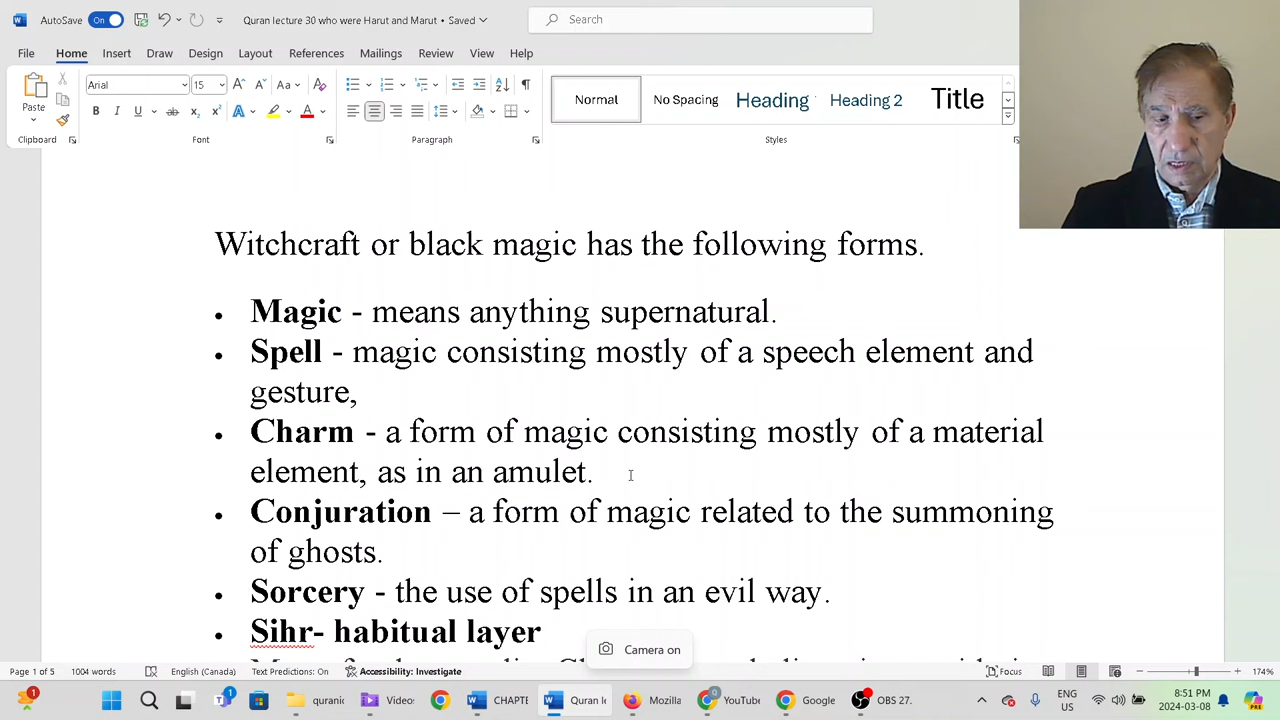 AutoSave On Quran lecture 30 who were Harut and Marut • Saved Search
File Home Insert Draw Design Layout References Mailings Review View Help
Paste Arial 15 Normal No Spacing Heading Heading 2 Title
Clipboard Font Paragraph Styles
Witchcraft or black magic has the following forms.
• Magic - means anything supernatural.
• Spell - magic consisting mostly of a speech element and
gesture,
• Charm - a form of magic consisting mostly of a material
element, as in an amulet.
• Conjuration – a form of magic related to the summoning
of ghosts.
• Sorcery - the use of spells in an evil way.
• Sihr- habitual layer
Camera on
Page 1 of 5 1004 words English (Canada) Text Predictions: On Accessibility: Investigate Focus 174%
1 1 quranic Videos CHAPTE Quran le Mozilla YouTube Google OBS 27. ENG US 8:51 PM 2024-03-08